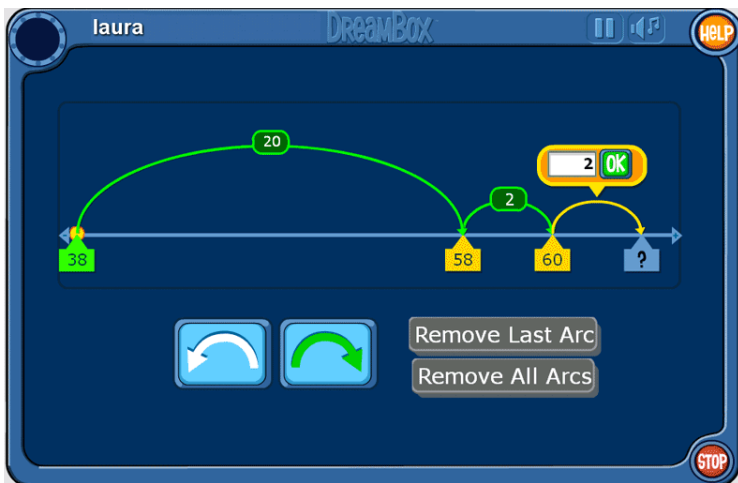 laura
DREAMBOX
HELP
20
2 OK
2
38
58
60
?
Remove Last Arc
Remove All Arcs
STOP